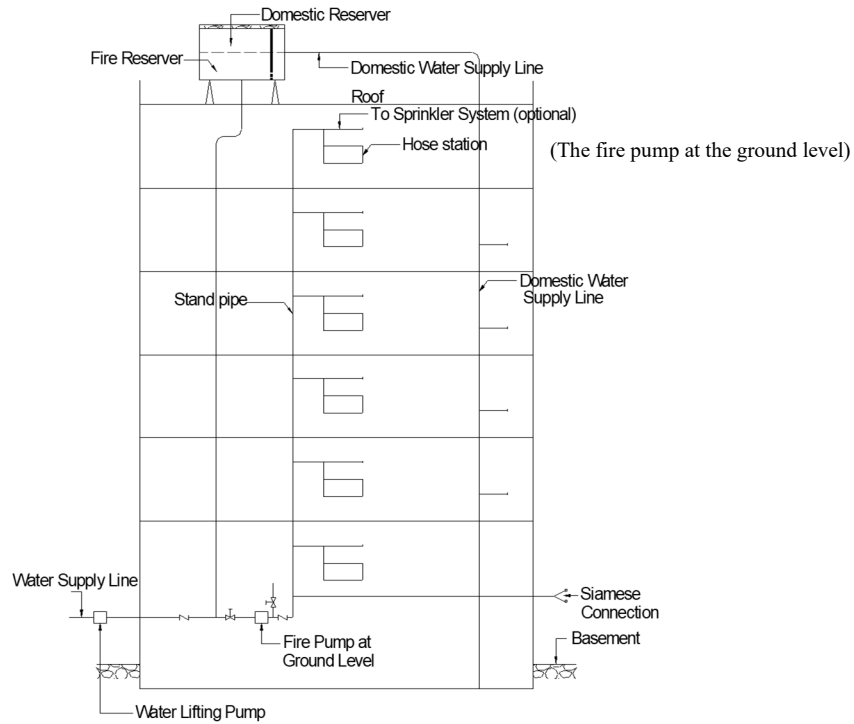 Domestic Reserver
Fire Reserver
Domestic Water Supply Line
Roof
To Sprinkler System (optional)
Hose station
(The fire pump at the ground level)
Domestic Water
Supply Line
Stand pipe
Water Supply Line
Siamese
Connection
Fire Pump at
Ground Level
Basement
Water Lifting Pump